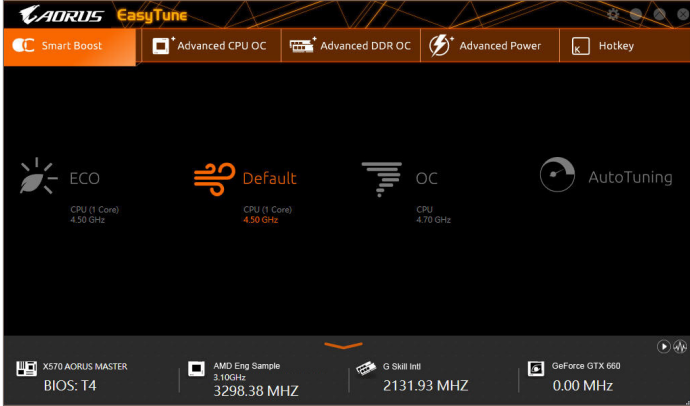 AORUS EasyTune
Smart Boost
Advanced CPU OC
Advanced DDR OC
Advanced Power
K
Hotkey
ECO
CPU (1 Core)
4.50 GHz
Default
CPU (1 Core)
4.50 GHz
OC
CPU
4.70 GHz
AutoTuning
X570 AORUS MASTER
BIOS: T4
AMD Eng Sample
3.10GHz
3298.38 MHZ
G Skill Intl
2131.93 MHZ
GeForce GTX 660
0.00 MHz